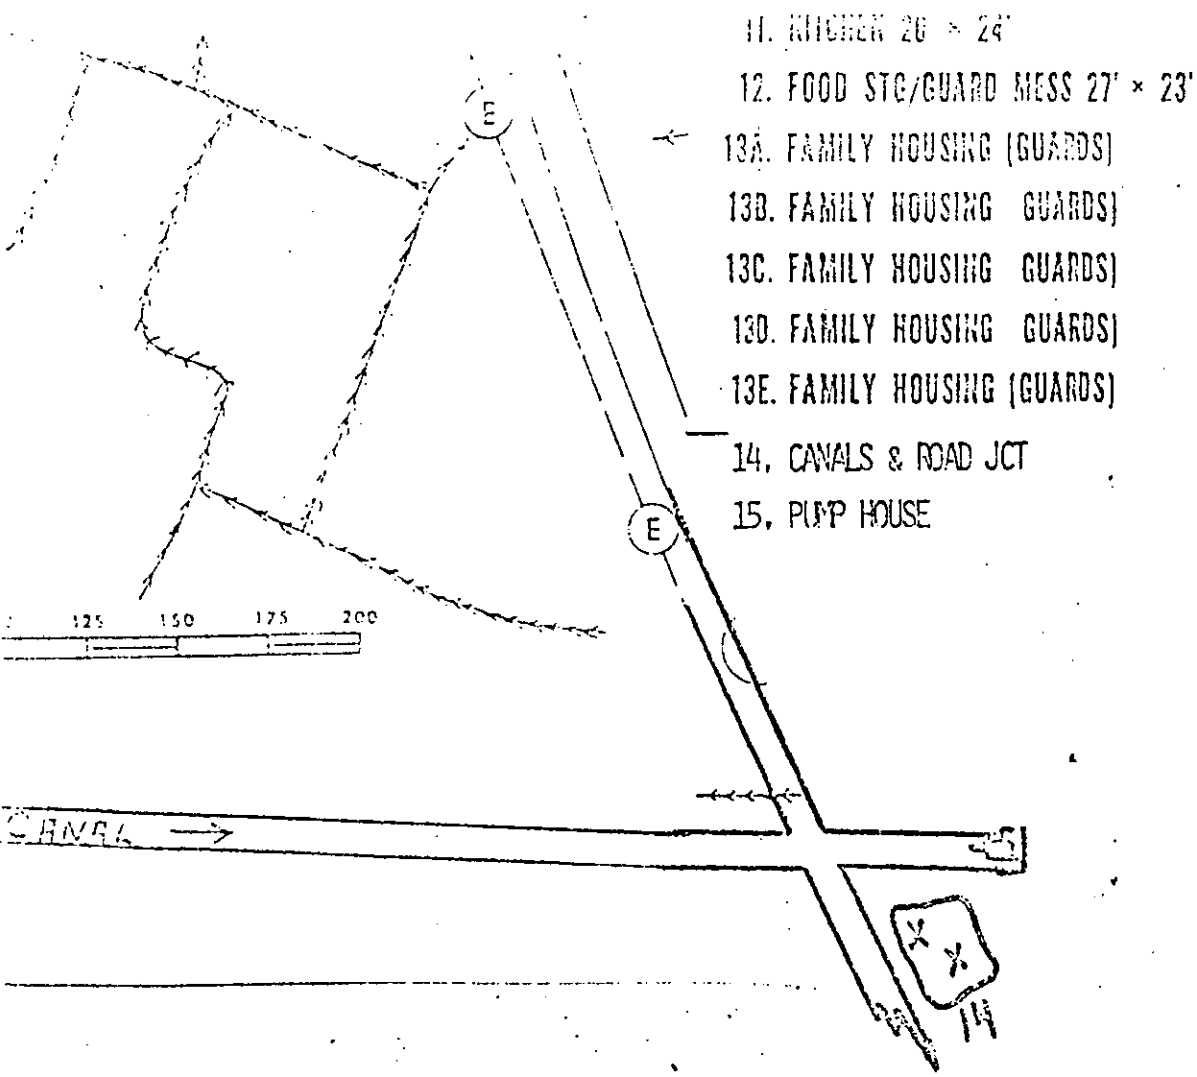 11. KITCHEN 20 × 24'
12. FOOD STG/GUARD MESS 27' × 23'
13A. FAMILY HOUSING (GUARDS)
13B. FAMILY HOUSING GUARDS)
13C. FAMILY HOUSING GUARDS)
13D. FAMILY HOUSING GUARDS)
13E. FAMILY HOUSING (GUARDS)
14. CANALS & ROAD JCT
15. PUMP HOUSE
E
E
125 150 175 200
CANAL
14